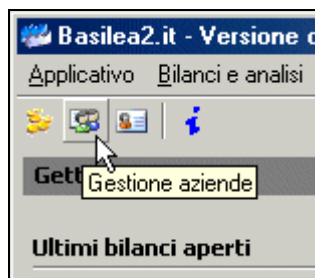 Basilea2.it - Versione
Applicativo Bilanci e analisi
Gett
Gestione aziende
Ultimi bilanci aperti